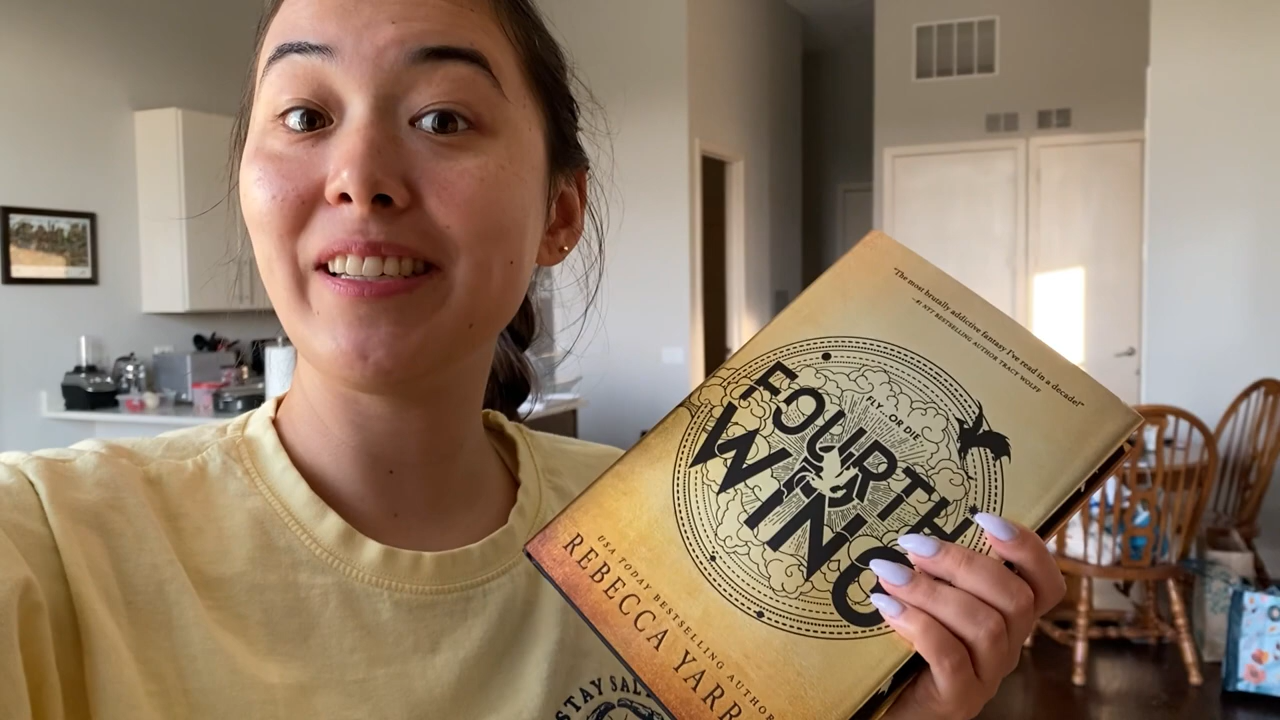 "The most brutally addictive fantasy I've read in a decade!"
—#1 NYT BESTSELLING AUTHOR TRACY WOLFF
FLY...OR DIE
FOURTH
WING
USA TODAY BESTSELLING AUTHOR
REBECCA YARR
STAY SAL